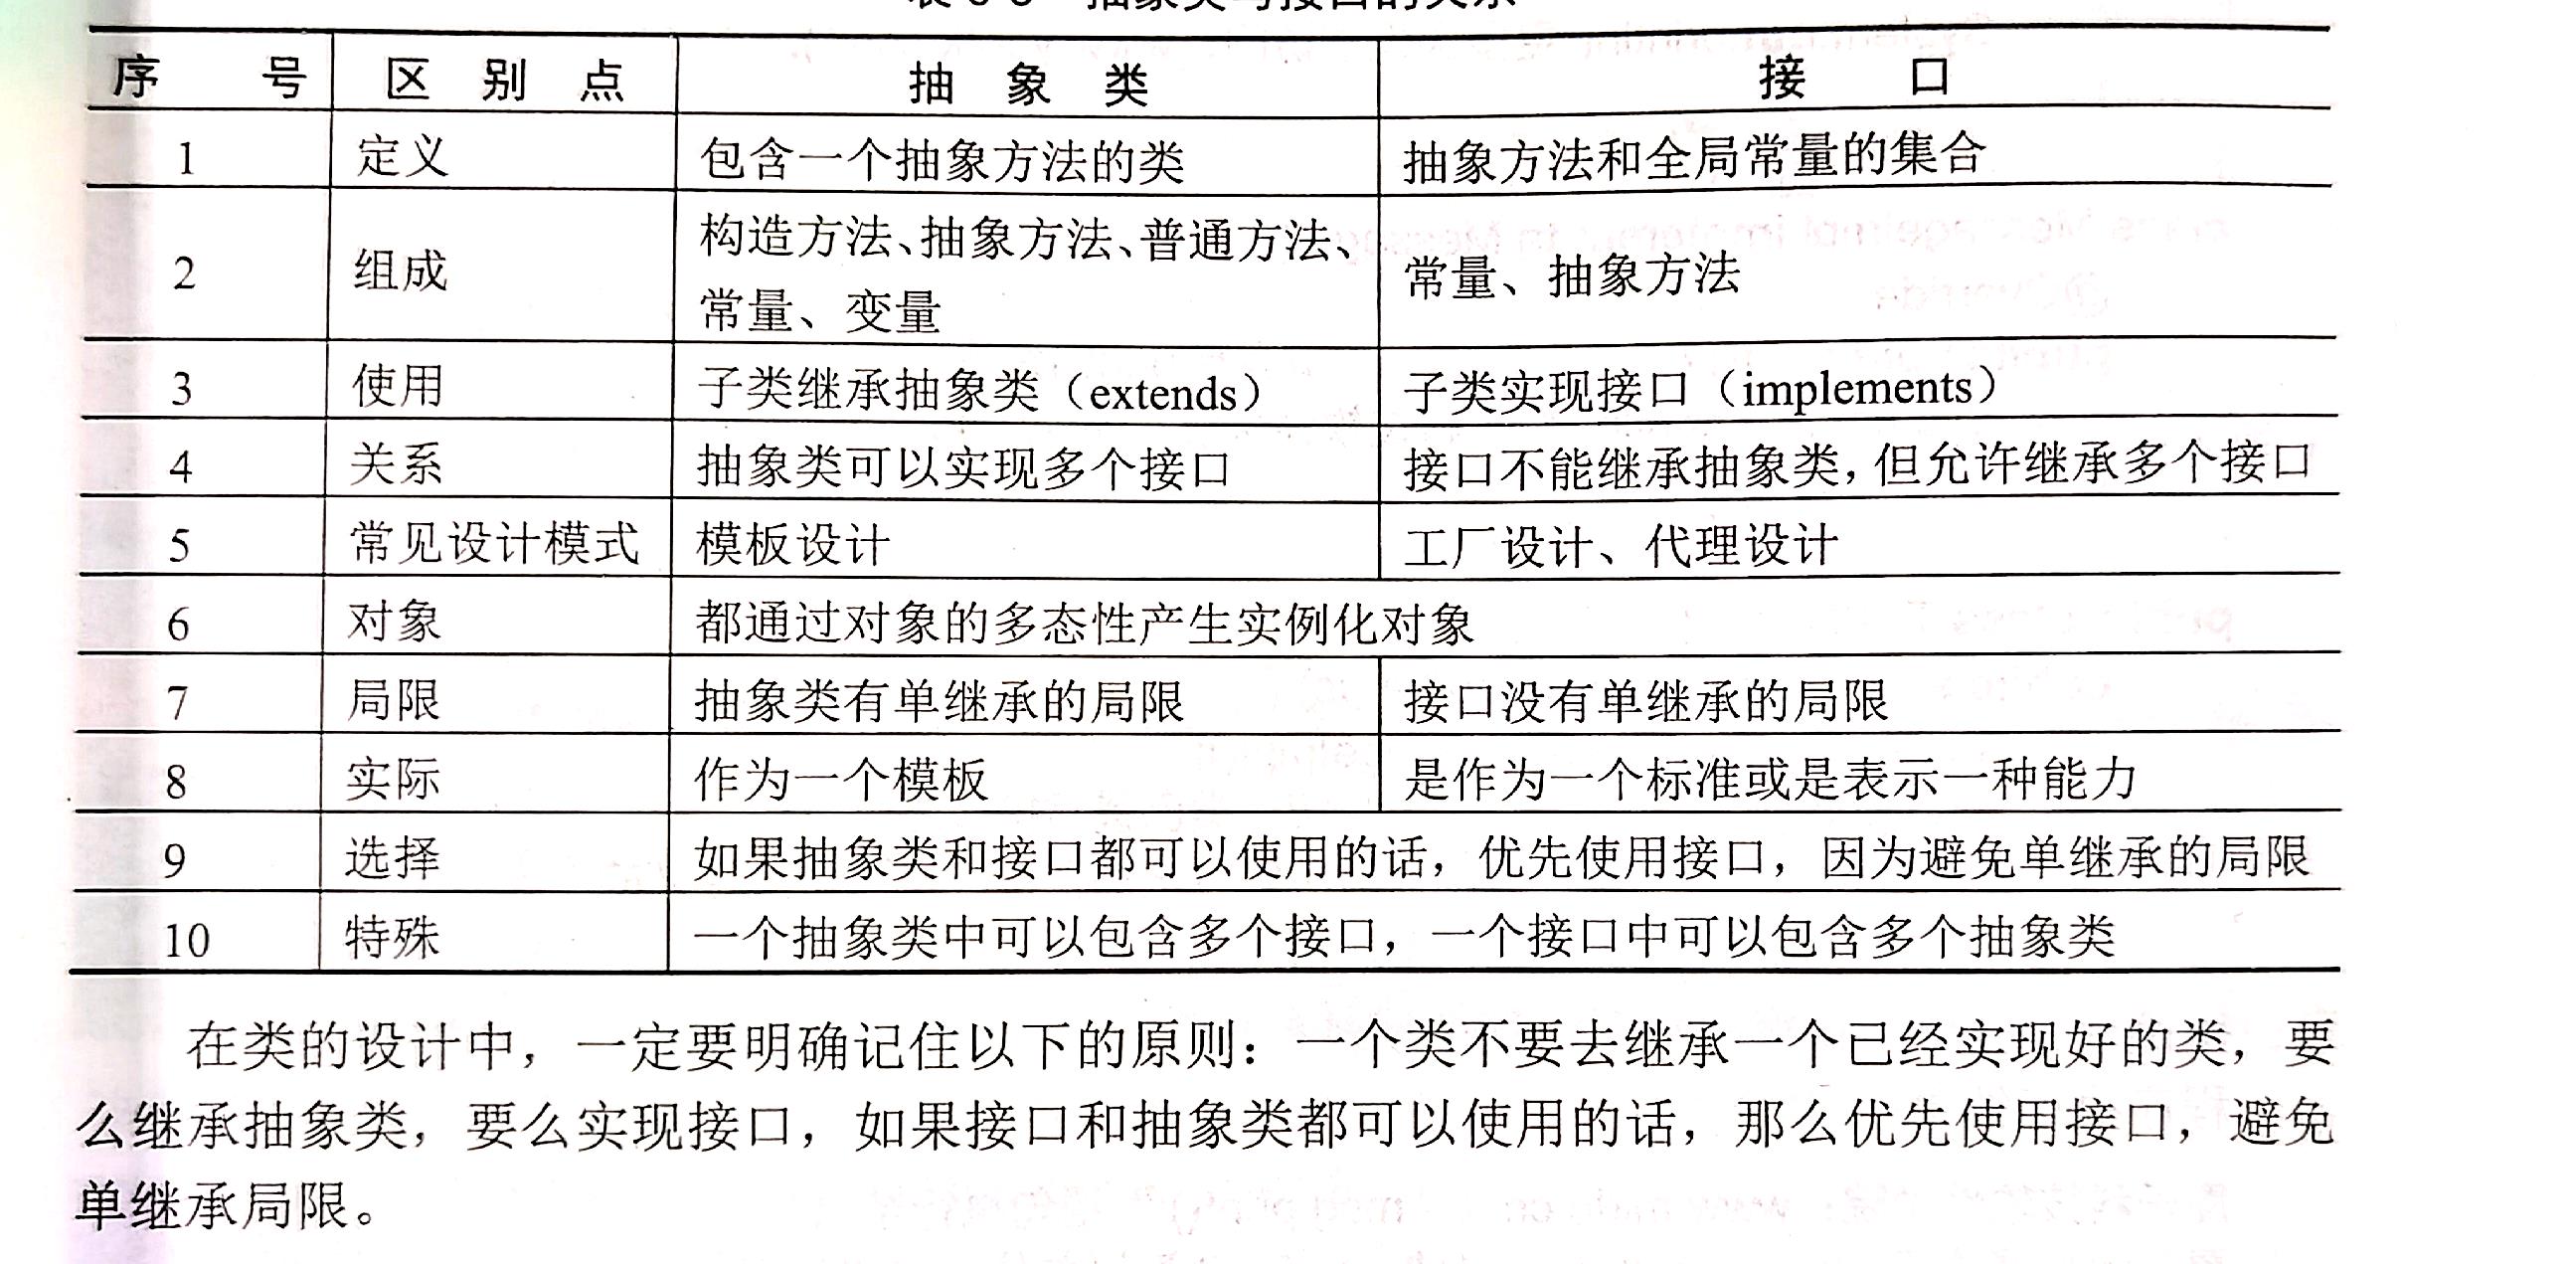 抽象类与接口的关系
序 号 区 别 点 抽 象 类 接 口
1 定义 包含一个抽象方法的类 抽象方法和全局常量的集合
2 组成 构造方法、抽象方法、普通方法、 常量、抽象方法
常量、变量
3 使用 子类继承抽象类（extends） 子类实现接口（implements）
4 关系 抽象类可以实现多个接口 接口不能继承抽象类，但允许继承多个接口
5 常见设计模式 模板设计 工厂设计、代理设计
6 对象 都通过对象的多态性产生实例化对象
7 局限 抽象类有单继承的局限 接口没有单继承的局限
8 实际 作为一个模板 是作为一个标准或是表示一种能力
9 选择 如果抽象类和接口都可以使用的话，优先使用接口，因为避免单继承的局限
10 特殊 一个抽象类中可以包含多个接口，一个接口中可以包含多个抽象类
在类的设计中，一定要明确记住以下的原则：一个类不要去继承一个已经实现好的类，要
么继承抽象类，要么实现接口，如果接口和抽象类都可以使用的话，那么优先使用接口，避免
单继承局限。